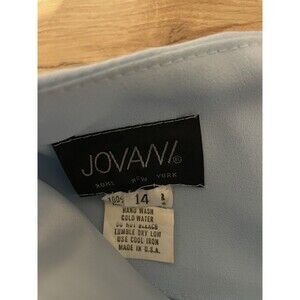 JOVANI®
ROME NEW YORK
100% 14
HAND WASH
COLD WATER
DO NOT BLEACH
TUMBLE DRY LOW
USE COOL IRON
MADE IN U.S.A.